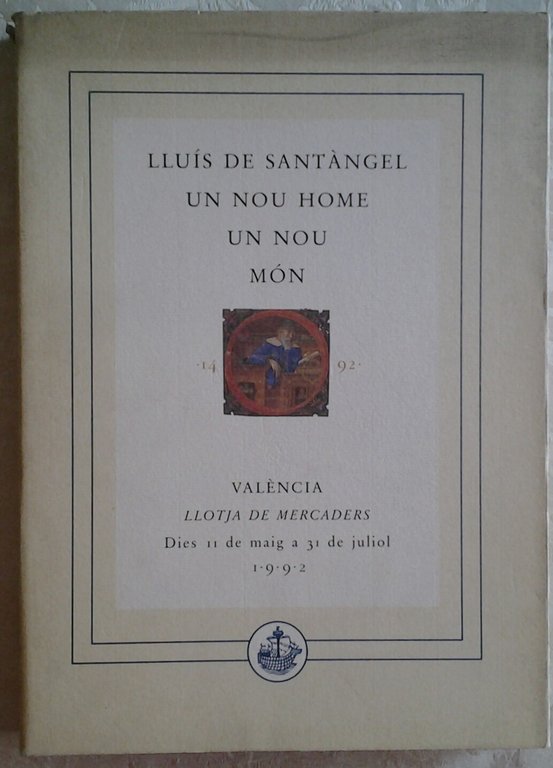 LLUÍS DE SANTÀNGEL
UN NOU HOME
UN NOU
MÓN
·14 92·
VALÈNCIA
LLOTJA DE MERCADERS
Dies 11 de maig a 31 de juliol
1·9·9·2